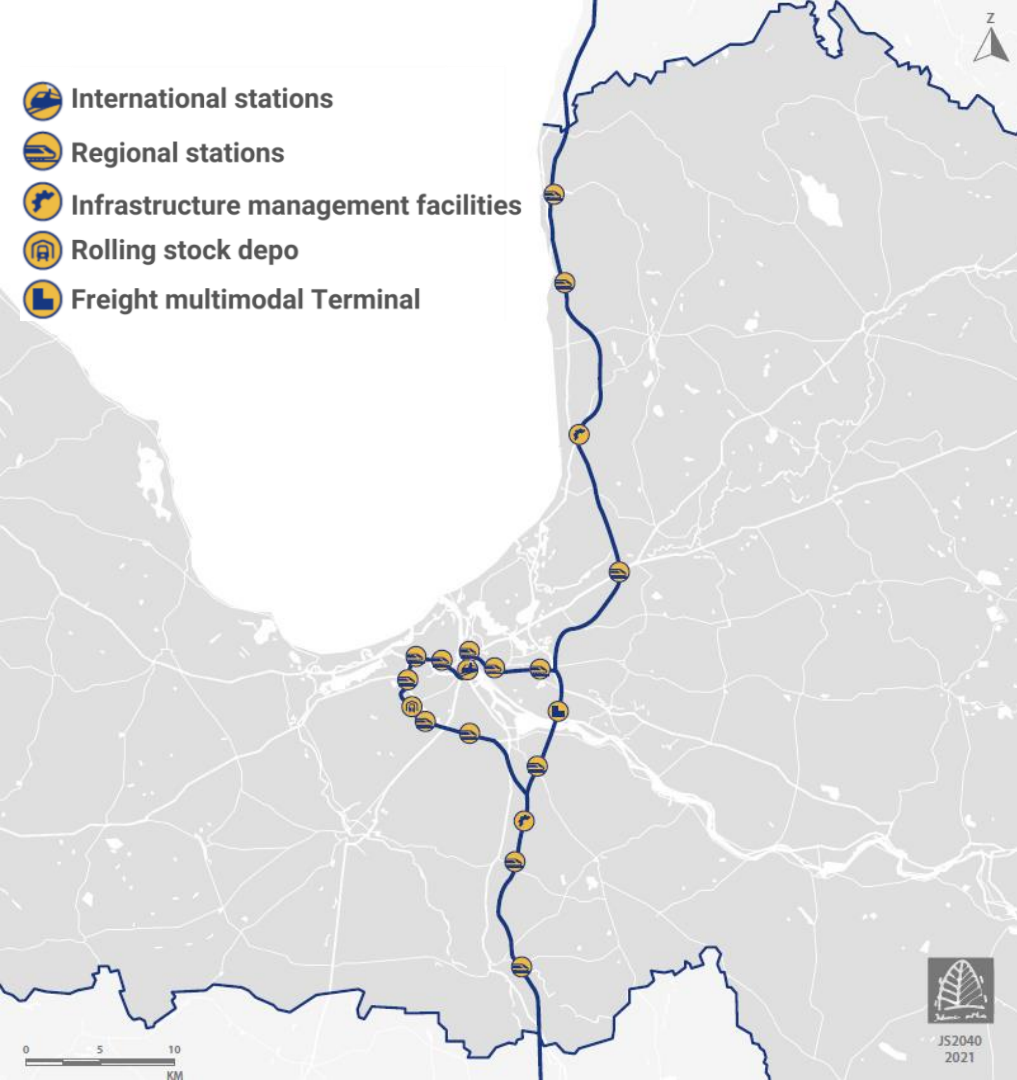 Z
International stations
Regional stations
Infrastructure management facilities
Rolling stock depo
Freight multimodal Terminal
0 5 10
KM
JS2040
2021